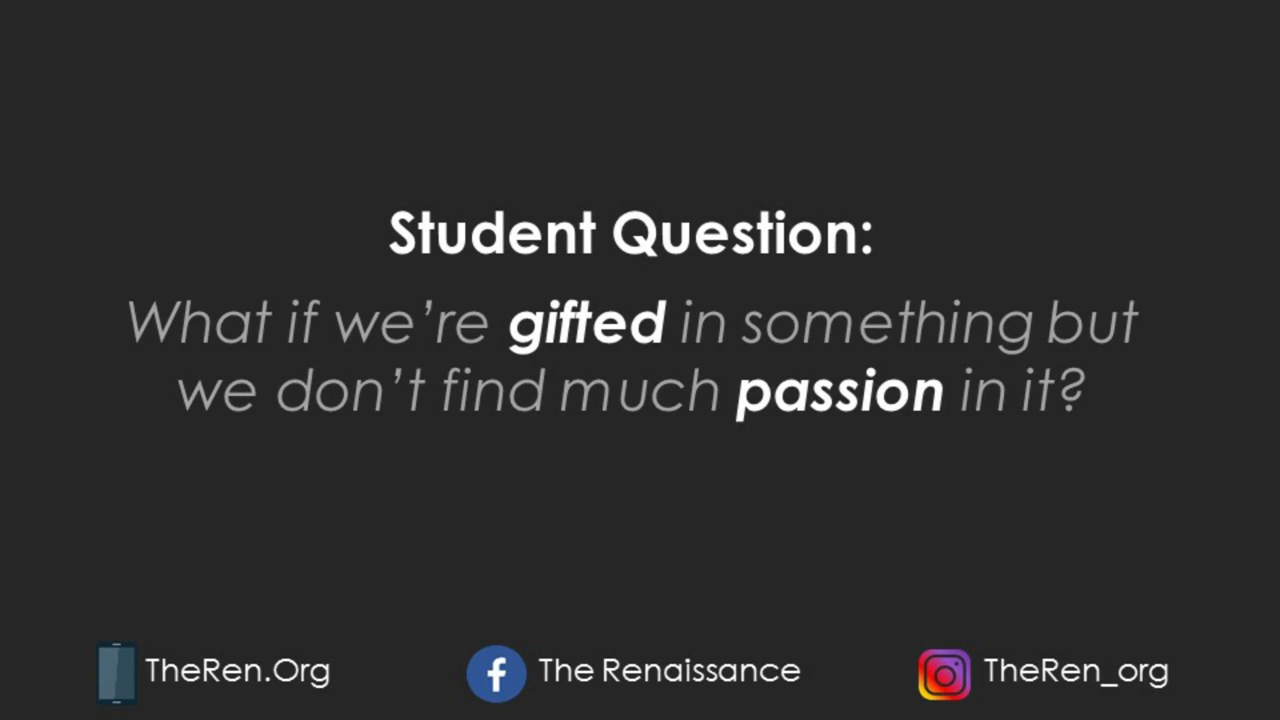 Student Question:
What if we're gifted in something but
we don't find much passion in it?
TheRen.Org
The Renaissance
TheRen_org